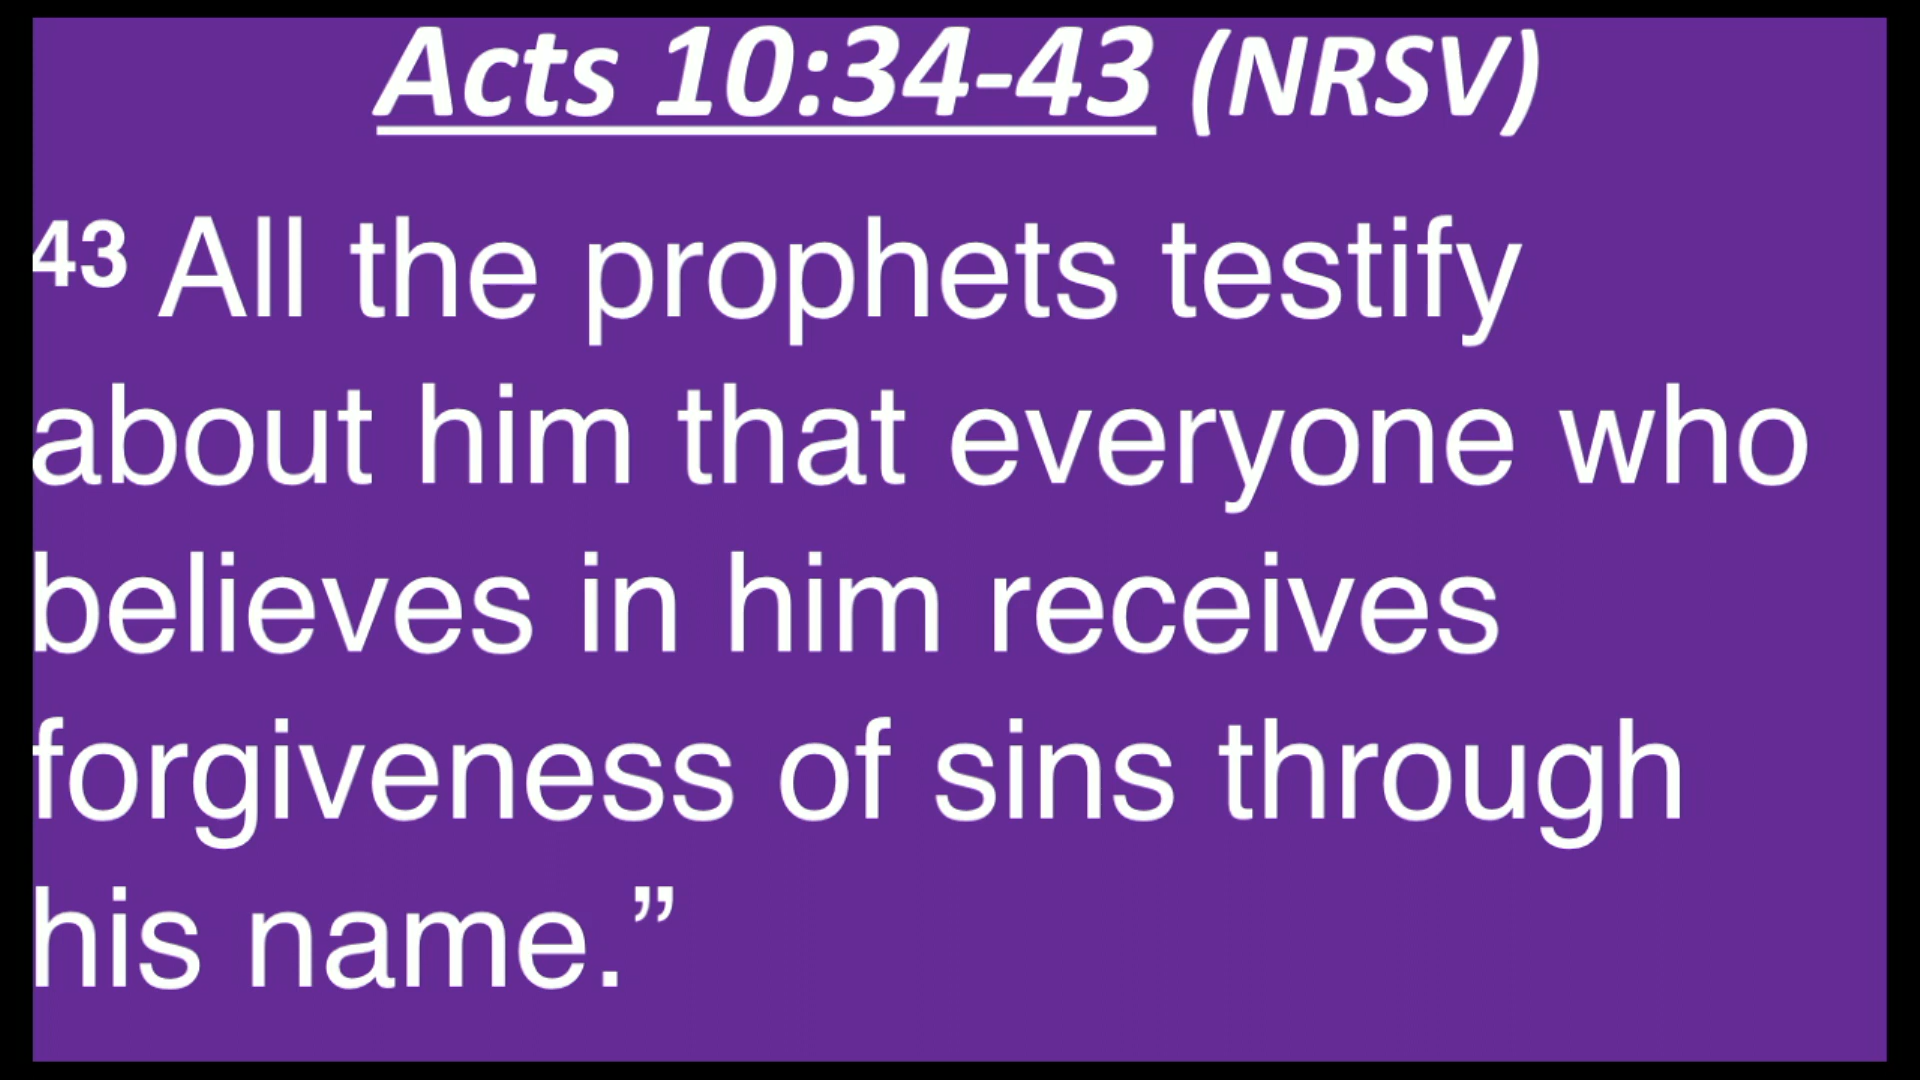 Acts 10:34-43 (NRSV)
43 All the prophets testify
about him that everyone who
believes in him receives
forgiveness of sins through
his name.”